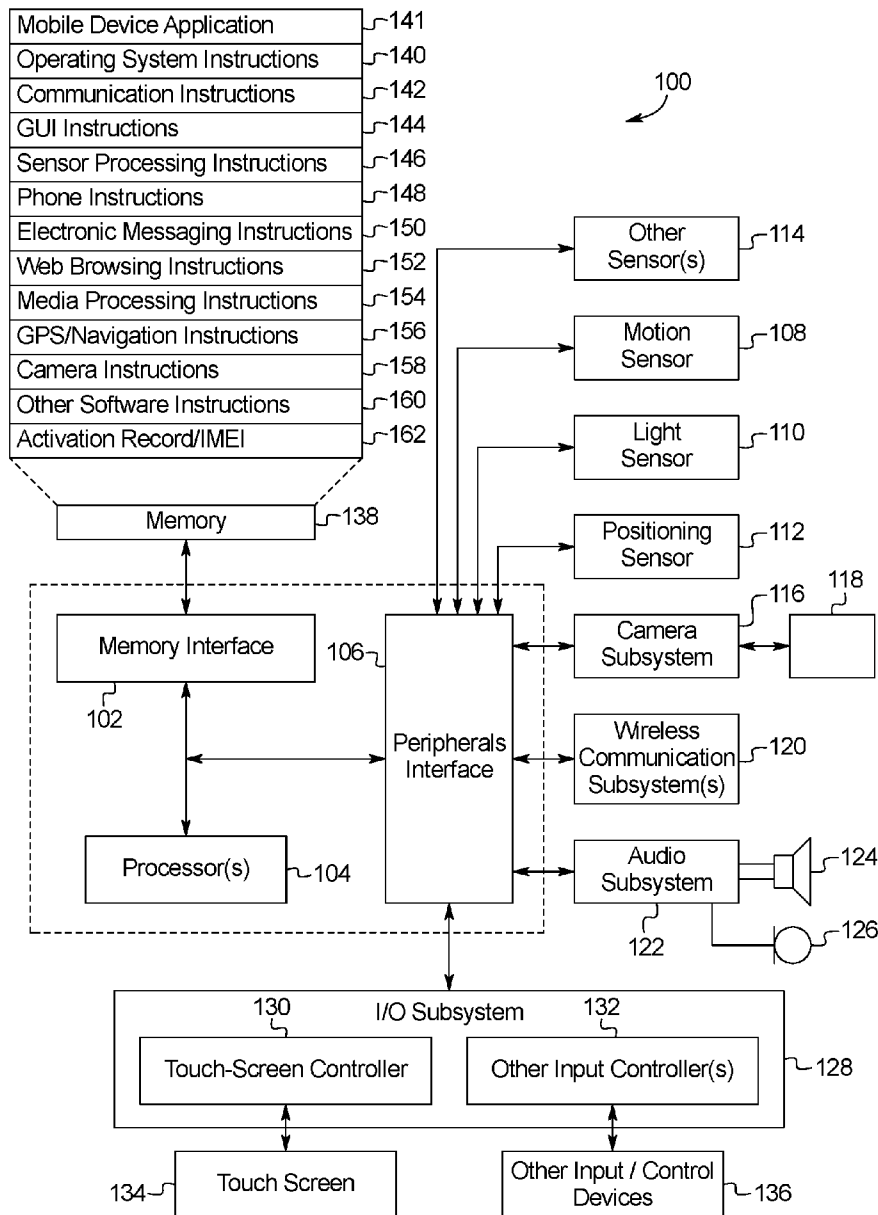 Mobile Device Application 141
Operating System Instructions 140
Communication Instructions 142
GUI Instructions 144
Sensor Processing Instructions 146
Phone Instructions 148
Electronic Messaging Instructions 150
Web Browsing Instructions 152
Media Processing Instructions 154
GPS/Navigation Instructions 156
Camera Instructions 158
Other Software Instructions 160
Activation Record/IMEI 162
Memory 138
100
Other
Sensor(s) 114
Motion
Sensor 108
Light
Sensor 110
Positioning
Sensor 112
Memory Interface
102
Processor(s)
104
106
Peripherals
Interface
Camera
Subsystem
116
118
Wireless
Communication
Subsystem(s)
120
Audio
Subsystem
122
124
126
I/O Subsystem
128
130
Touch-Screen Controller
132
Other Input Controller(s)
134
Touch Screen
Other Input / Control
Devices
136